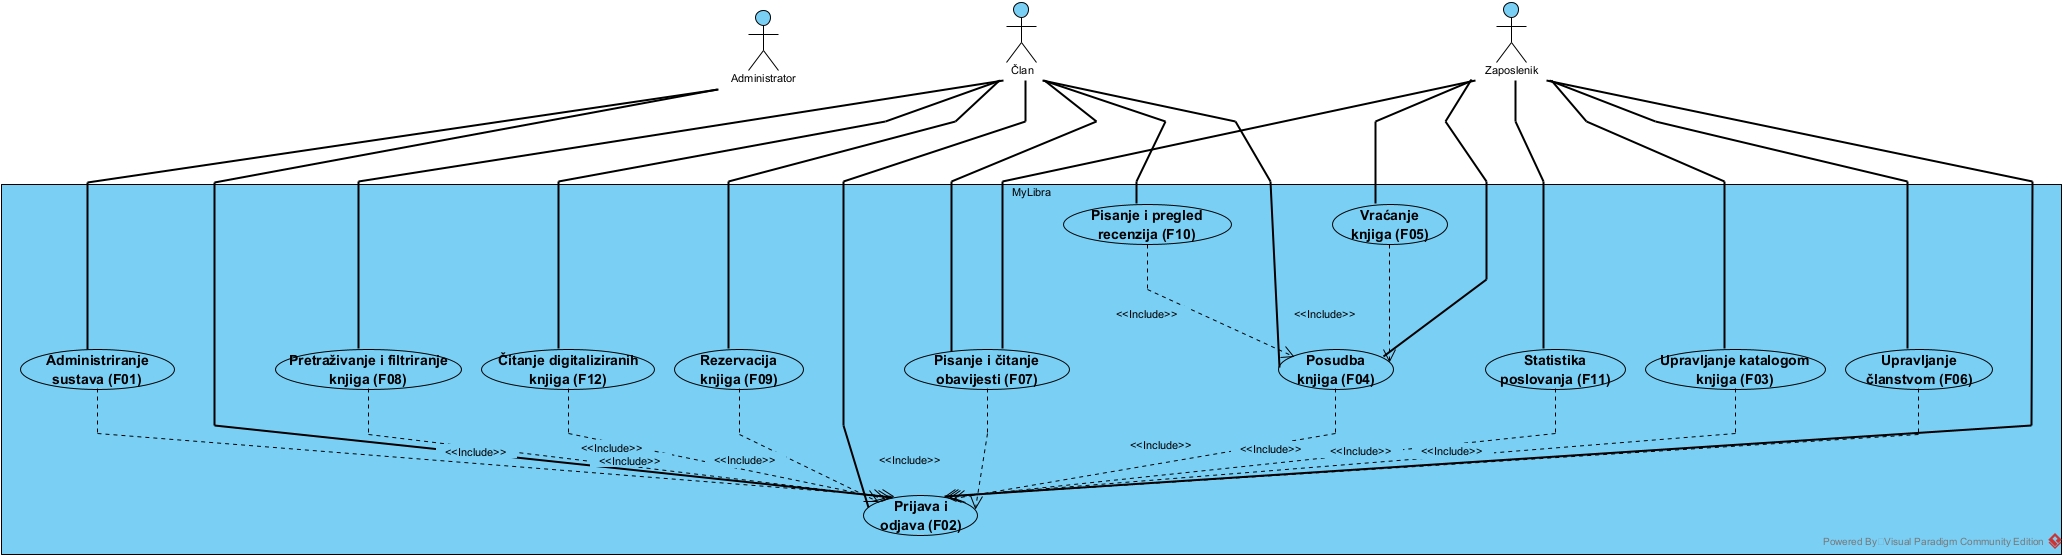 Administrator
Član
Zaposlenik
MyLibra
Pisanje i pregled
recenzija (F10)
Vraćanje
knjiga (F05)
<<Include>>
<<Include>>
Administriranje
sustava (F01)
Pretraživanje i filtriranje
knjiga (F08)
Čitanje digitaliziranih
knjiga (F12)
Rezervacija
knjiga (F09)
Pisanje i čitanje
obavijesti (F07)
Posudba
knjiga (F04)
Statistika
poslovanja (F11)
Upravljanje katalogom
knjiga (F03)
Upravljanje
članstvom (F06)
<<Include>>
<<Include>>
<<Include>>
<<Include>>
<<Include>>
<<Include>>
<<Include>>
<<Include>>
<<Include>>
Prijava i
odjava (F02)
Powered By Visual Paradigm Community Edition